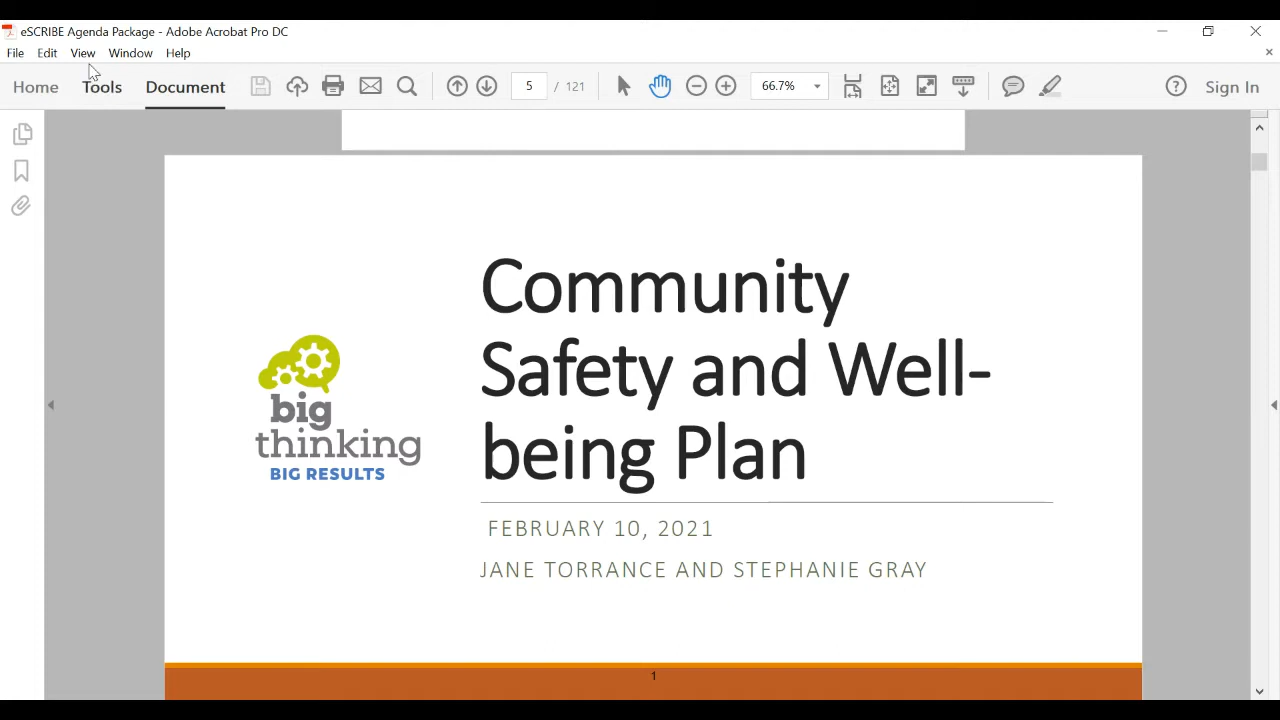 eSCRIBE Agenda Package - Adobe Acrobat Pro DC
File Edit View Window Help
Home Tools Document 5 / 121 66.7% Sign In
Community
Safety and Well-
being Plan
big
thinking
BIG RESULTS
FEBRUARY 10, 2021
JANE TORRANCE AND STEPHANIE GRAY
1